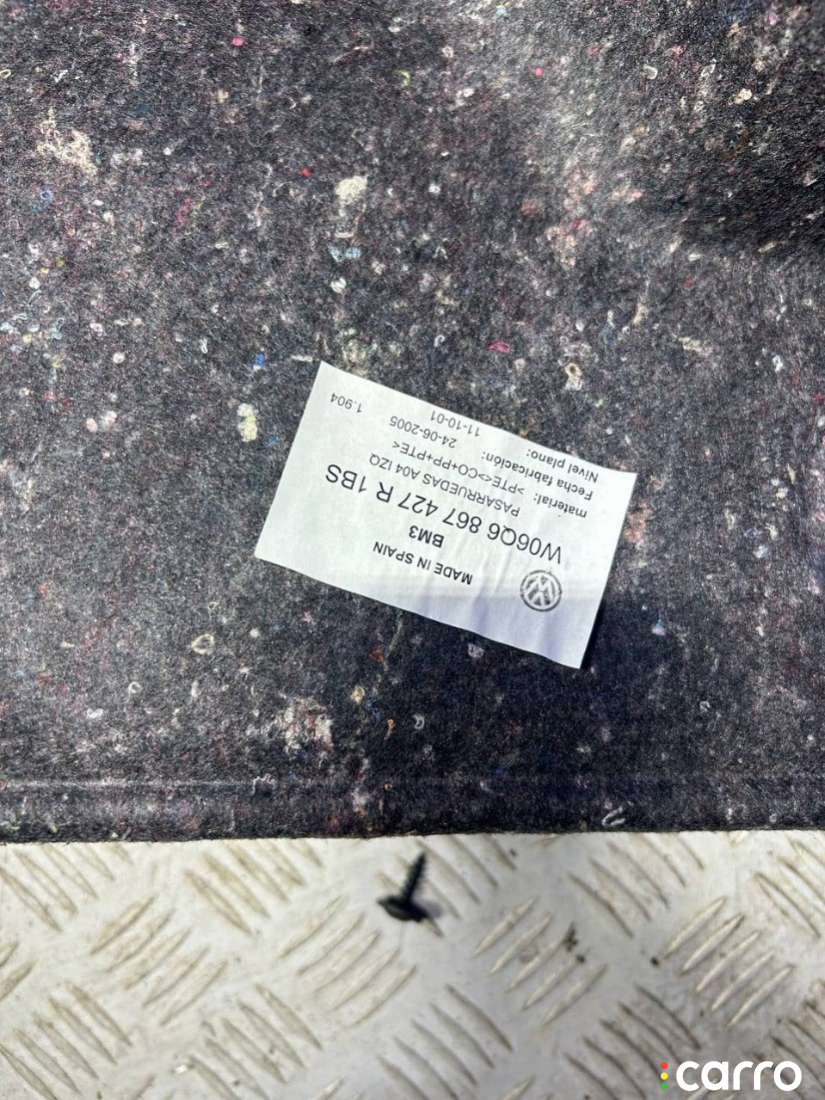 MADE IN SPAIN
BM3
W06Q6 867 427 R 1BS
PASARRUEDAS A04 IZQ
material: >PTE<>CO+PP+PTE<
Fecha fabricación: 24-06-2005
Nivel plano: 11-10-01 1.904
carro